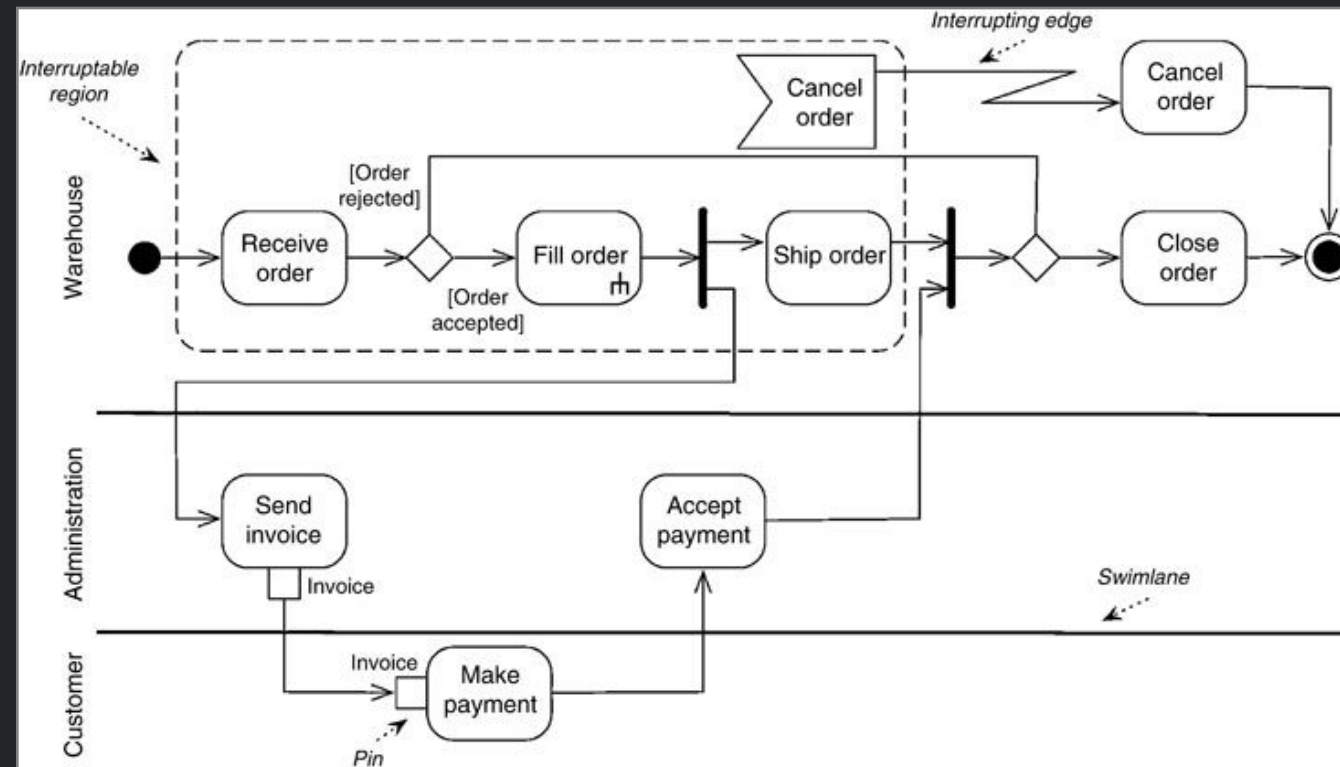 Interrupting edge
Interruptable
region
Cancel
order
Cancel
order
Warehouse
[Order
rejected]
Receive
order
Fill order
Ship order
Close
order
[Order
accepted]
Administration
Send
invoice
Accept
payment
Invoice
Swimlane
Customer
Invoice
Make
payment
Pin